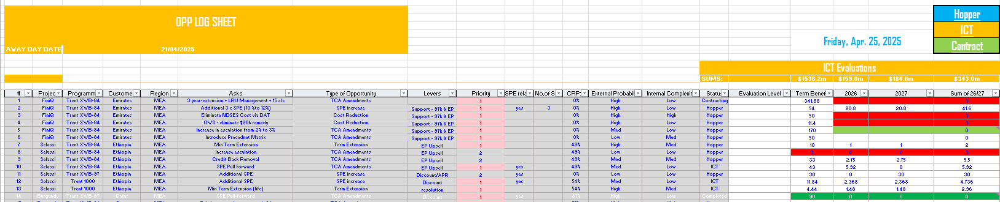 OPP LOG SHEET
Hopper
ICT
Contract
Friday, Apr. 25, 2025
AWAY DAY DATE 21/04/2025
ICT Evaluations
SUMS: $1536.2m $159.0m $184.0m $343.0m
# Projec Programm Custome Region Asks Type of Opportunity Levers Priority SPE rela No,of S CRP% External Probabil Internal Complexit Statu Evaluation Level Term Benef 2026 2027 Sum of 26/27
1 FiniQ Trent XWB-84 Emirates MEA 3 year-extension + LRU Management + 15 a/c TCA Amendments 1 0% High Low Contracting 341.88 0
2 FiniQ Trent XWB-84 Emirates MEA Additional 3 x SPE (10 %to 12%) SPE increase Support - 97k & EP 1 yes 3 0% High Low Hopper 54 20.8 20.8 41.6
3 FiniQ Trent XWB-84 Emirates MEA Eliminate NDSES Cost via DAT Cost Reduction Support - 97k & EP 1 0% High High Hopper 50 0
4 FiniQ Trent XWB-84 Emirates MEA OWS - eliminate $20k remedy Cost Reduction Support - 97k & EP 1 0% High Low Hopper 11.4 0
5 FiniQ Trent XWB-84 Emirates MEA Increase in escalation from 2% to 3% TCA Amendments Support - 97k & EP 1 0% Med Low Hopper 170 0
6 FiniQ Trent XWB-84 Emirates MEA Introduce Precednet Matrix TCA Amendments Support - 97k & EP 1 0% Low Med Hopper 50 0
7 Selassi Trent XWB-84 Ethiopia MEA Min Term Extension Term Extension EP Upsell 1 49% High Med Hopper 10 1 1 2
8 Selassi Trent XWB-84 Ethiopia MEA Increase escalation TCA Amendments EP Upsell 2 49% Low Low Hopper 0 0 0 0
9 Selassi Trent XWB-84 Ethiopia MEA Credit Back Removal TCA Amendments EP Upsell 2 49% Low Med Hopper 33 2.75 2.75 5.5
10 Selassi Trent XWB-84 Ethiopia MEA SPE Pull forward TCA Amendments EP Upsell 1 yes 49% Med Low ICT 43 5.92 0 5.92
11 Selassi Trent XWB-97 Ethiopia MEA Additional SPE SPE increase Discount/APR 2 yes High Low Hopper 30 0 30 30
12 Selassi Trent 1000 Ethiopia MEA Additional SPE SPE increase Discount 1 yes 54% Med Low ICT 11.84 2.368 2.368 4.736
13 Selassi Trent 1000 Ethiopia MEA Min Term Extension (life) Term Extension resolution 1 54% High Med ICT 4.44 1.48 1.48 2.96
14 Burgundy Trent XWB-97 Qatar MEA SPE Pull-forward TCA Amendments Discount 1 yes 67% High Low Completed 90 0 0 0